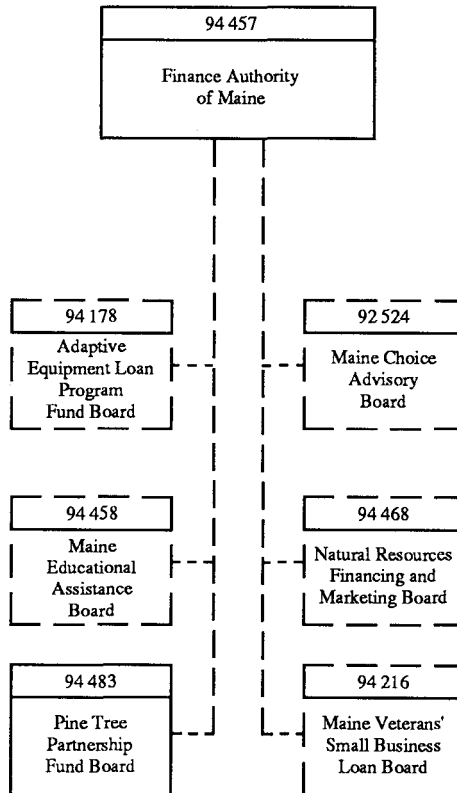 94 457
Finance Authority
of Maine
94 178
Adaptive
Equipment Loan
Program
Fund Board
92 524
Maine Choice
Advisory
Board
94 458
Maine
Educational
Assistance
Board
94 468
Natural Resources
Financing and
Marketing Board
94 483
Pine Tree
Partnership
Fund Board
94 216
Maine Veterans'
Small Business
Loan Board